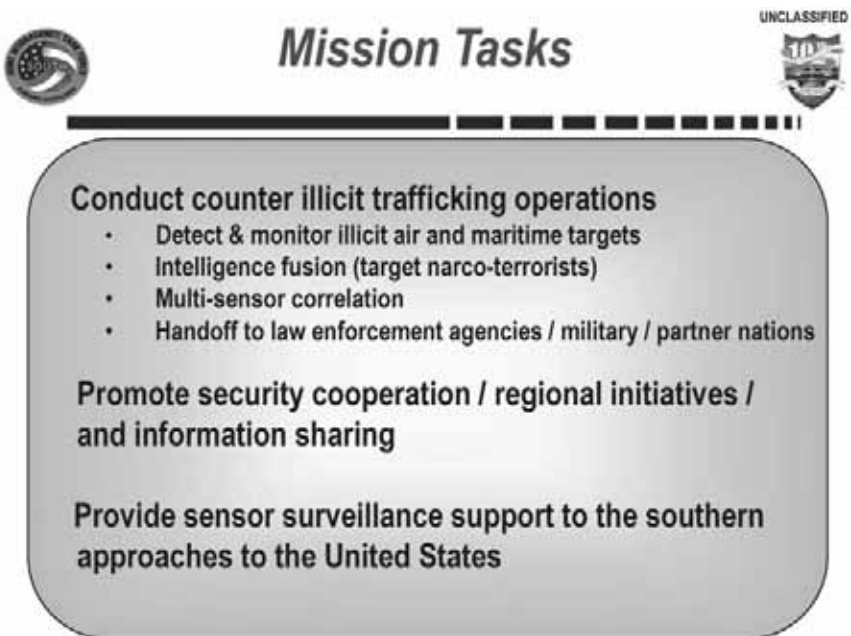 UNCLASSIFIED
Mission Tasks
SOUTH
Conduct counter illicit trafficking operations
· Detect & monitor illicit air and maritime targets
· Intelligence fusion (target narco-terrorists)
· Multi-sensor correlation
· Handoff to law enforcement agencies / military / partner nations
Promote security cooperation / regional initiatives /
and information sharing
Provide sensor surveillance support to the southern
approaches to the United States